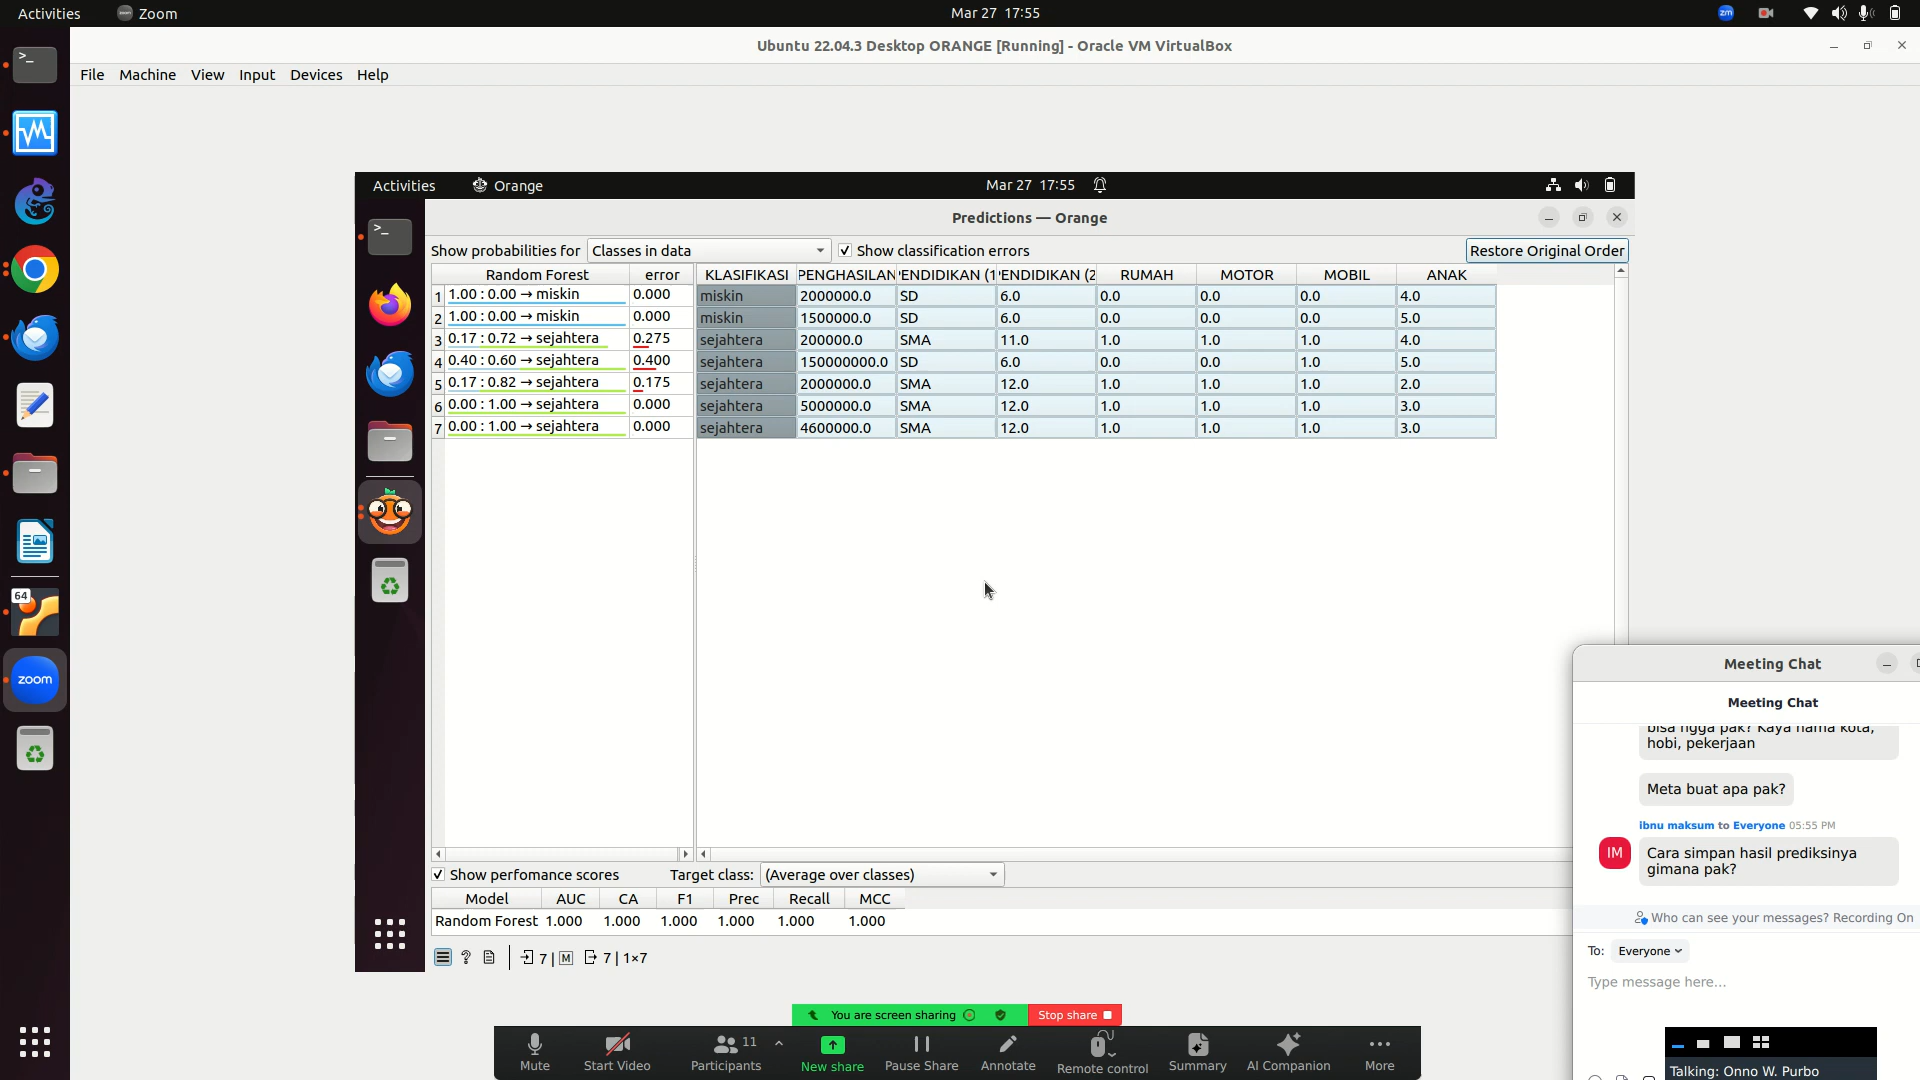 Activities Zoom Mar 27 17:55 zm
Ubuntu 22.04.3 Desktop ORANGE [Running] - Oracle VM VirtualBox
File Machine View Input Devices Help
Activities Orange Mar 27 17:55
Predictions — Orange
Show probabilities for Classes in data Show classification errors Restore Original Order
Random Forest error KLASIFIKASI PENGHASILAN PENDIDIKAN (1 PENDIDIKAN (2 RUMAH MOTOR MOBIL ANAK
1 1.00 : 0.00 → miskin 0.000 miskin 2000000.0 SD 6.0 0.0 0.0 0.0 4.0
2 1.00 : 0.00 → miskin 0.000 miskin 1500000.0 SD 6.0 0.0 0.0 0.0 5.0
3 0.17 : 0.72 → sejahtera 0.275 sejahtera 200000.0 SMA 11.0 1.0 1.0 1.0 4.0
4 0.40 : 0.60 → sejahtera 0.400 sejahtera 150000000.0 SD 6.0 0.0 0.0 1.0 5.0
5 0.17 : 0.82 → sejahtera 0.175 sejahtera 2000000.0 SMA 12.0 1.0 1.0 1.0 2.0
6 0.00 : 1.00 → sejahtera 0.000 sejahtera 5000000.0 SMA 12.0 1.0 1.0 1.0 3.0
7 0.00 : 1.00 → sejahtera 0.000 sejahtera 4600000.0 SMA 12.0 1.0 1.0 1.0 3.0
64
zoom
Show perfomance scores Target class: (Average over classes)
Model AUC CA F1 Prec Recall MCC
Random Forest 1.000 1.000 1.000 1.000 1.000 1.000
7 | M 7 | 1×7
Meeting Chat
Meeting Chat
bisa ngga pak? Kaya nama kota,
hobi, pekerjaan
Meta buat apa pak?
ibnu maksum to Everyone 05:55 PM
IM
Cara simpan hasil prediksinya
gimana pak?
Who can see your messages? Recording On
To: Everyone
Type message here...
Talking: Onno W. Purbo
You are screen sharing Stop share
11
Mute Start Video Participants New share Pause Share Annotate Remote control Summary AI Companion More